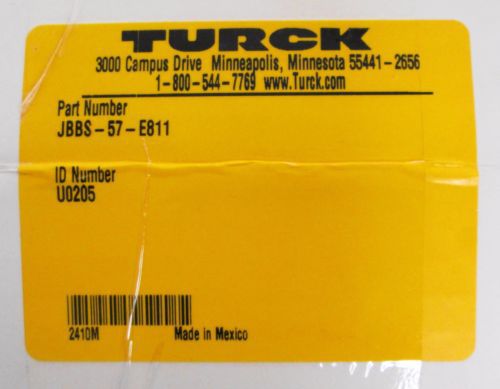 TURCK
3000 Campus Drive Minneapolis, Minnesota 55441-2656
1-800-544-7769 www.Turck.com
Part Number
JBBS-57-E811
ID Number
U0205
2410M Made in Mexico